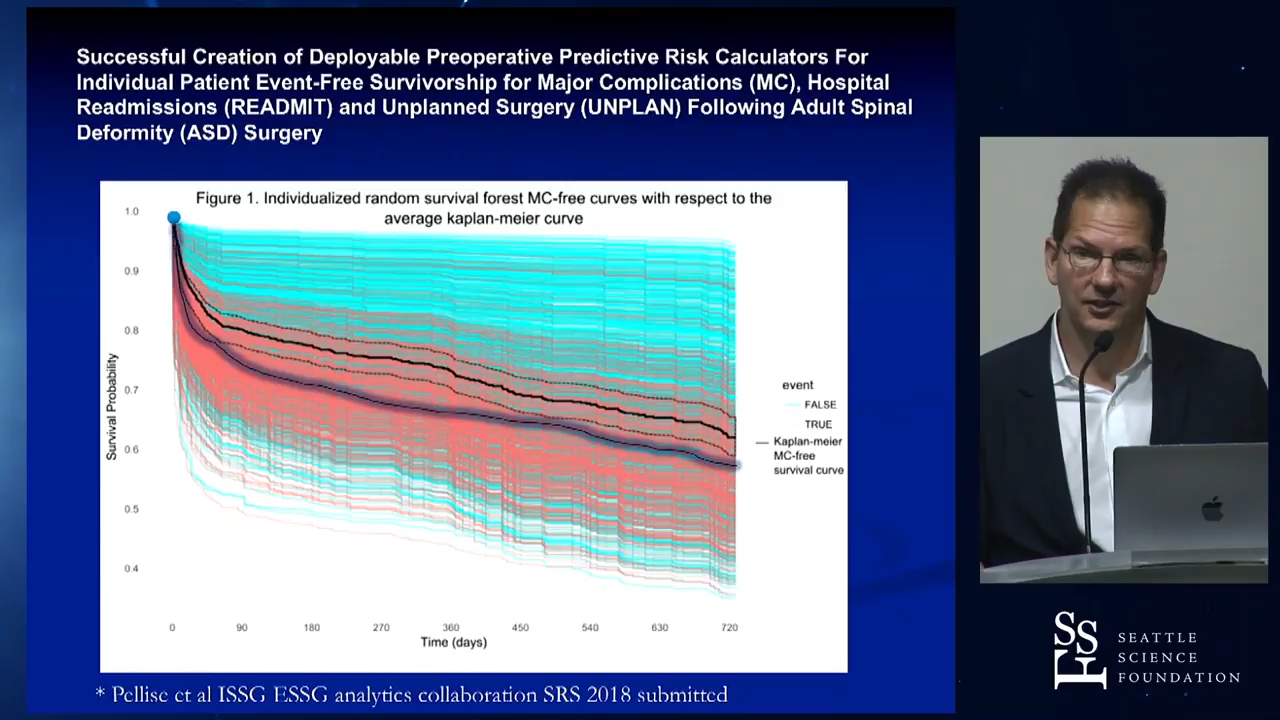 Successful Creation of Deployable Preoperative Predictive Risk Calculators For
Individual Patient Event-Free Survivorship for Major Complications (MC), Hospital
Readmissions (READMIT) and Unplanned Surgery (UNPLAN) Following Adult Spinal
Deformity (ASD) Surgery
Figure 1. Individualized random survival forest MC-free curves with respect to the
average kaplan-meier curve
1.0
0.9
0.8
0.7
0.6
0.5
0.4
Survival Probability
0 90 180 270 360 450 540 630 720
Time (days)
event
FALSE
TRUE
Kaplan-meier
MC-free
survival curve
* Pellise et al ISSG ESSG analytics collaboration SRS 2018 submitted
SSF
SEATTLE
SCIENCE
FOUNDATION